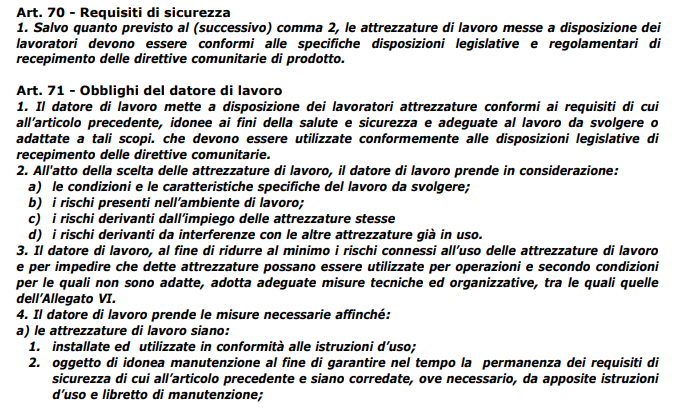 Art. 70 - Requisiti di sicurezza
1. Salvo quanto previsto al (successivo) comma 2, le attrezzature di lavoro messe a disposizione dei
lavoratori devono essere conformi alle specifiche disposizioni legislative e regolamentari di
recepimento delle direttive comunitarie di prodotto.
Art. 71 - Obblighi del datore di lavoro
1. Il datore di lavoro mette a disposizione dei lavoratori attrezzature conformi ai requisiti di cui
all'articolo precedente, idonee ai fini della salute e sicurezza e adeguate al lavoro da svolgere o
adattate a tali scopi. che devono essere utilizzate conformemente alle disposizioni legislative di
recepimento delle direttive comunitarie.
2. All'atto della scelta delle attrezzature di lavoro, il datore di lavoro prende in considerazione:
a) le condizioni e le caratteristiche specifiche del lavoro da svolgere;
b) i rischi presenti nell'ambiente di lavoro;
c) i rischi derivanti dall'impiego delle attrezzature stesse
d) i rischi derivanti da interferenze con le altre attrezzature già in uso.
3. Il datore di lavoro, al fine di ridurre al minimo i rischi connessi all'uso delle attrezzature di lavoro
e per impedire che dette attrezzature possano essere utilizzate per operazioni e secondo condizioni
per le quali non sono adatte, adotta adeguate misure tecniche ed organizzative, tra le quali quelle
dell'Allegato VI.
4. Il datore di lavoro prende le misure necessarie affinché:
a) le attrezzature di lavoro siano:
1. installate ed utilizzate in conformità alle istruzioni d'uso;
2. oggetto di idonea manutenzione al fine di garantire nel tempo la permanenza dei requisiti di
sicurezza di cui all'articolo precedente e siano corredate, ove necessario, da apposite istruzioni
d'uso e libretto di manutenzione;